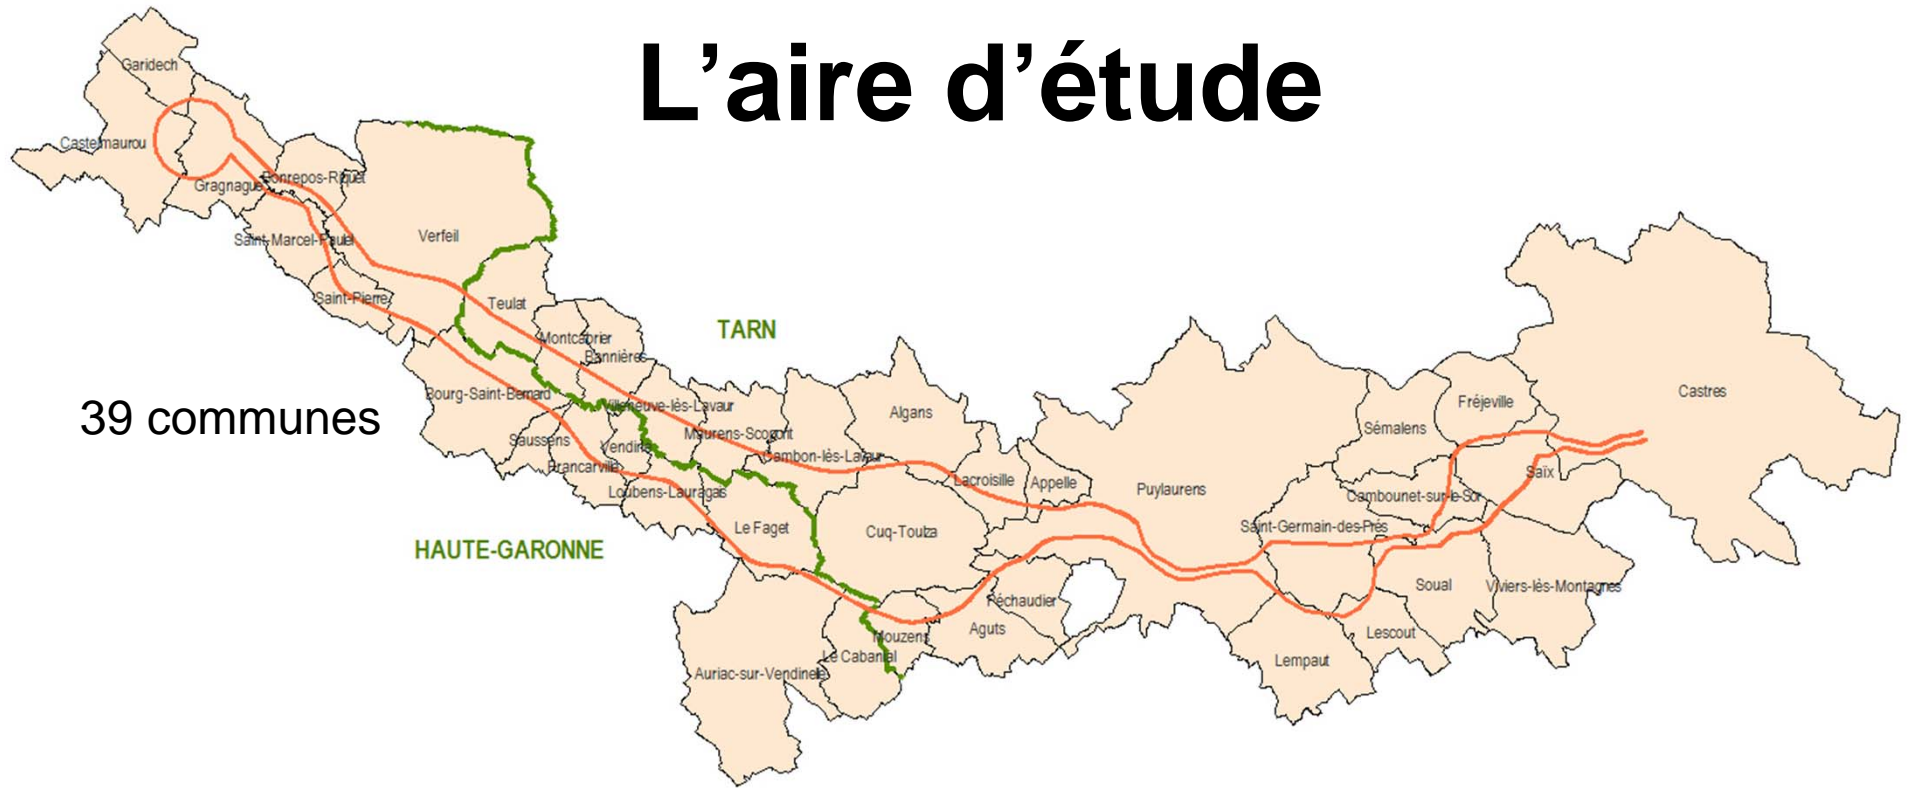 L’aire d’étude
Garidech
Castelmaurou
Gragnague
Bonrepos-Riquet
Saint-Marcel-Paulel
Verfeil
Saint-Pierre
Teulat
TARN
Montcabrier
Bannières
39 communes
Bourg-Saint-Bernard
Villeneuve-lès-Lavaur
Saussens
Vendine
Maurens-Scopont
Francarville
Cambon-lès-Lavaur
Loubens-Lauragais
Algans
Lacroisille
Appelle
Puylaurens
Sémalens
Fréjeville
Castres
Saïx
Cambounet-sur-le-Sor
Saint-Germain-des-Prés
Le Faget
Cuq-Toulza
HAUTE-GARONNE
Péchaudier
Aguts
Mouzens
Le Cabanial
Auriac-sur-Vendinelle
Soual
Viviers-lès-Montagnes
Lescout
Lempaut